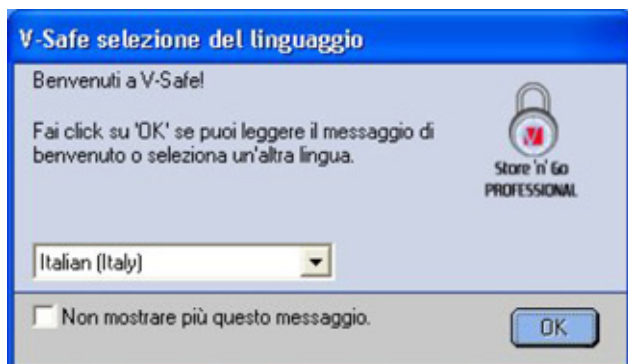 V-Safe selezione del linguaggio
Benvenuti a V-Safe!
Fai click su 'OK' se puoi leggere il messaggio di
benvenuto o seleziona un'altra lingua.
Store 'n' Go
PROFESSIONAL
Italian (Italy)
Non mostrare più questo messaggio.
OK